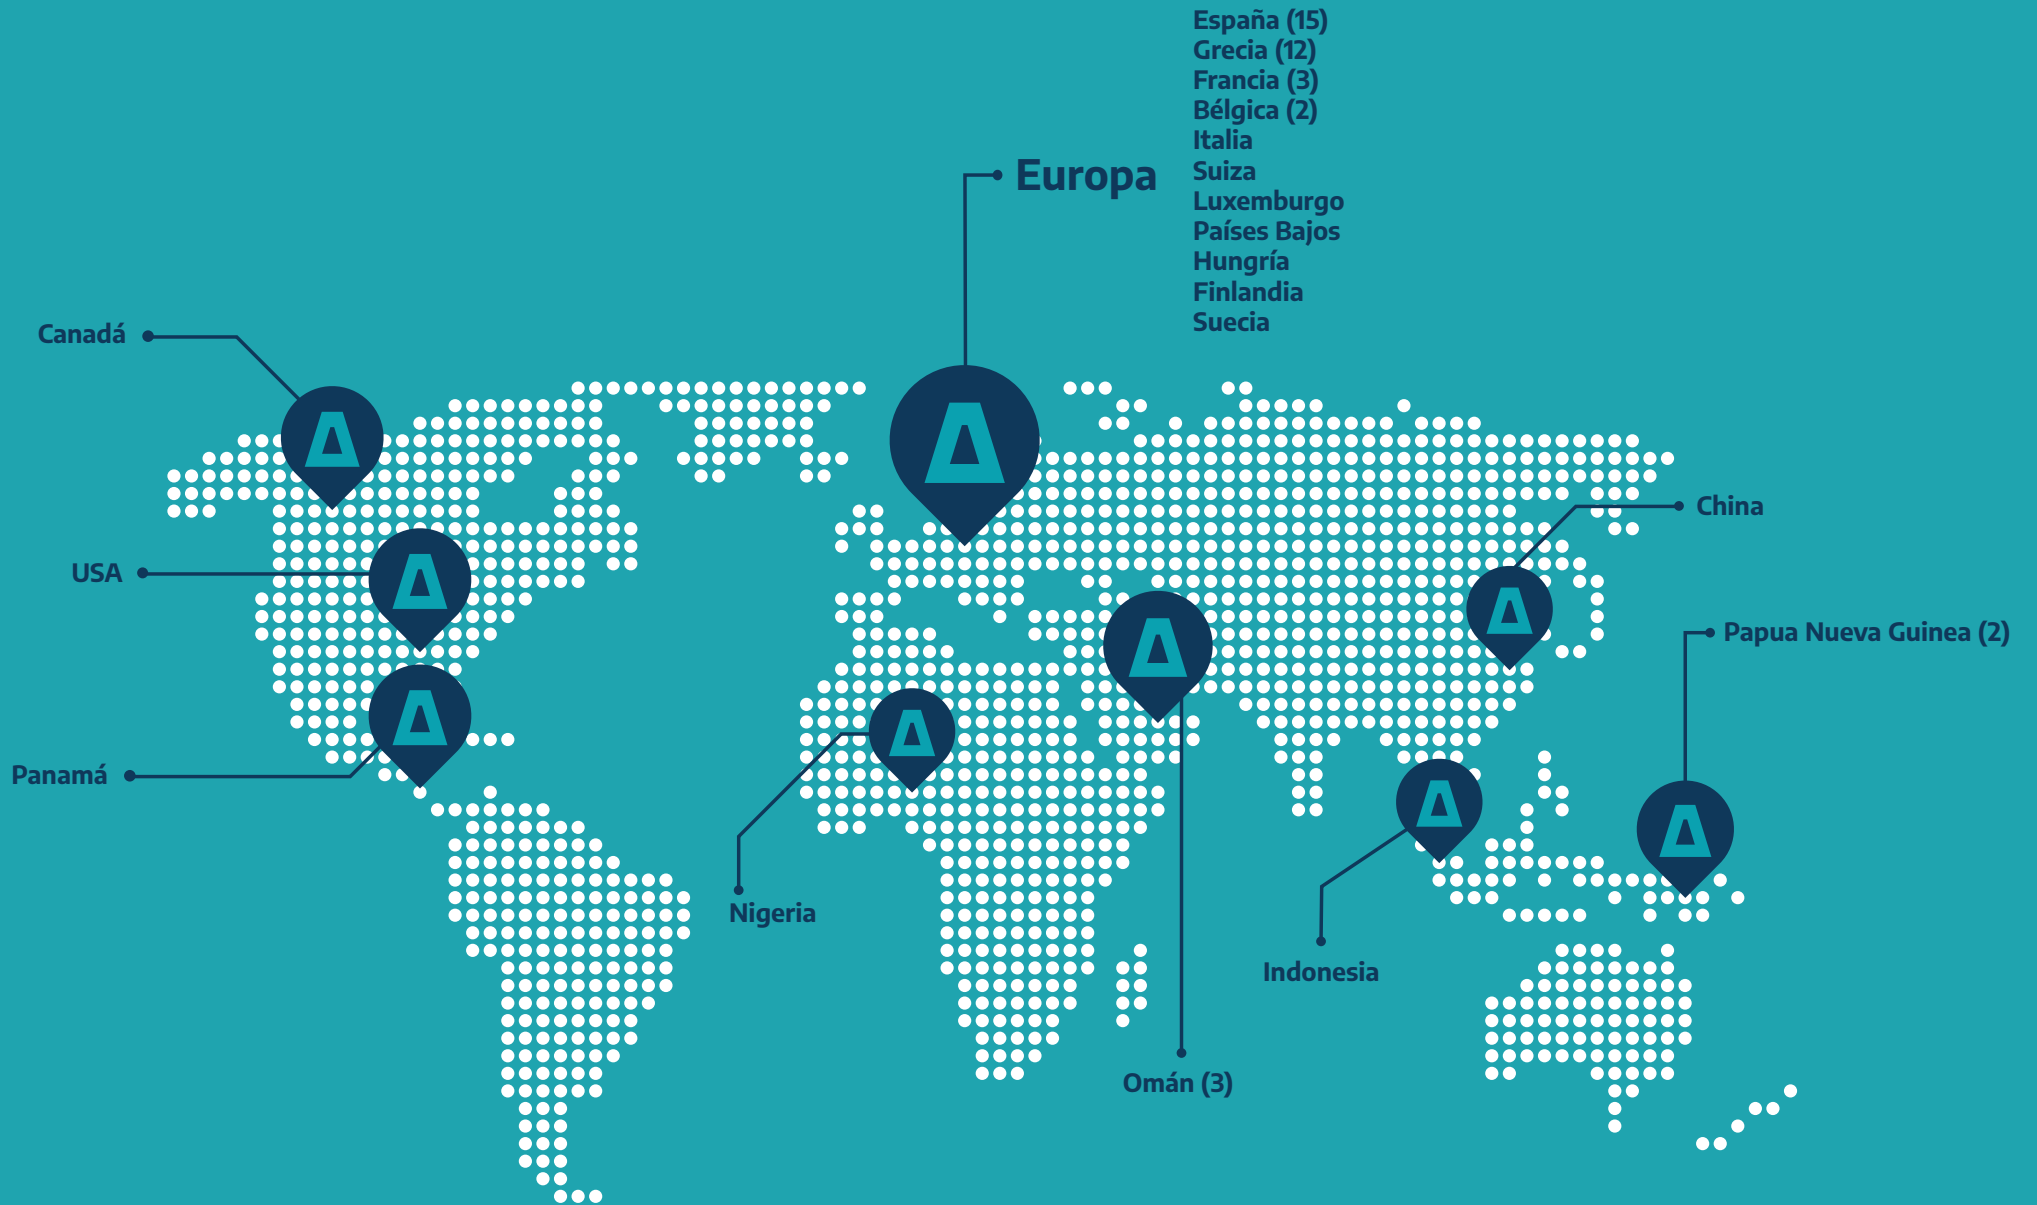 España (15)
Grecia (12)
Francia (3)
Bélgica (2)
Italia
Suiza
Luxemburgo
Países Bajos
Hungría
Finlandia
Suecia
Europa
Canadá
USA
Panamá
Nigeria
Omán (3)
Indonesia
China
Papua Nueva Guinea (2)